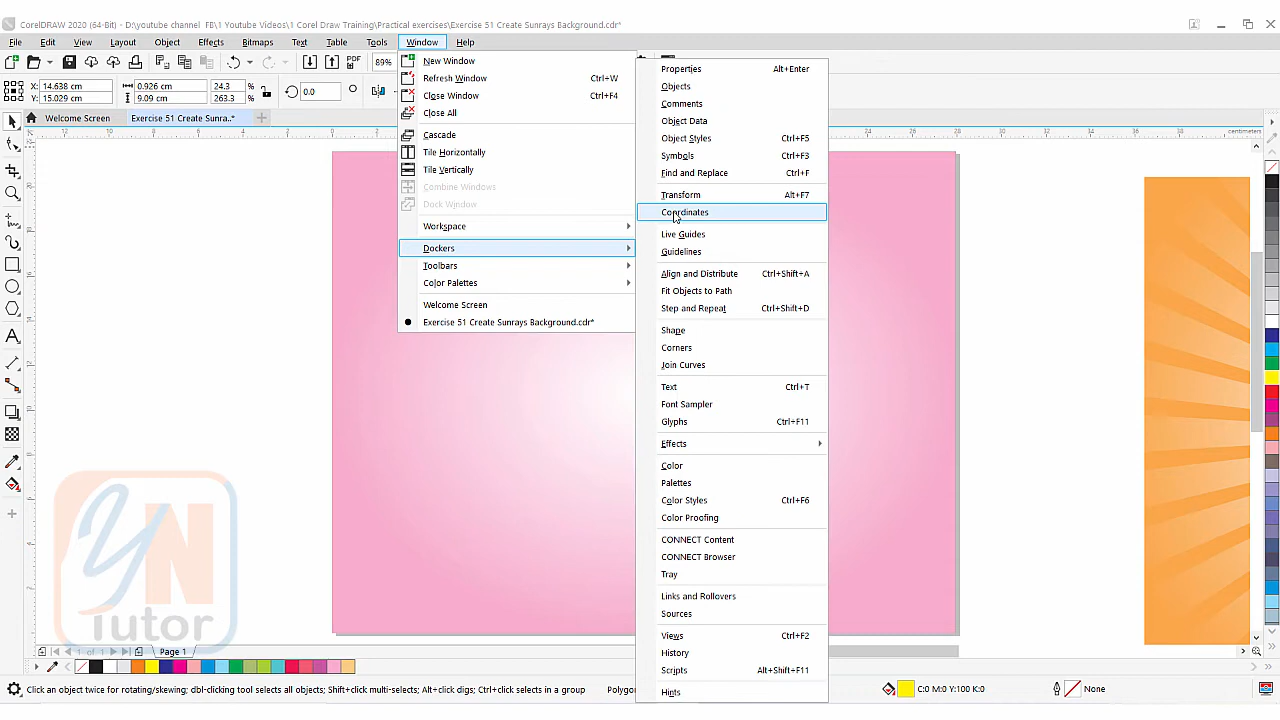 CorelDRAW 2020 (64-Bit) - D:\youtube channel FB\1 Youtube Videos\1 Corel Draw Training\Practical exercises\Exercise 51 Create Sunrays Background.cdr*
File Edit View Layout Object Effects Bitmaps Text Table Tools Window Help
PDF 89%
X: 14.638 cm 0.926 cm 24.3 % 0.0
Y: 15.029 cm 9.09 cm 263.3 %
Welcome Screen Exercise 51 Create Sunra..*
centimeters
New Window
Refresh Window Ctrl+W
Close Window Ctrl+F4
Close All
Cascade
Tile Horizontally
Tile Vertically
Combine Windows
Dock Window
Workspace
Dockers
Toolbars
Color Palettes
Welcome Screen
Exercise 51 Create Sunrays Background.cdr*
Properties Alt+Enter
Objects
Comments
Object Data
Object Styles Ctrl+F5
Symbols Ctrl+F3
Find and Replace Ctrl+F
Transform Alt+F7
Coordinates
Live Guides
Guidelines
Align and Distribute Ctrl+Shift+A
Fit Objects to Path
Step and Repeat Ctrl+Shift+D
Shape
Corners
Join Curves
Text Ctrl+T
Font Sampler
Glyphs Ctrl+F11
Effects
Color
Palettes
Color Styles Ctrl+F6
Color Proofing
CONNECT Content
CONNECT Browser
Tray
Links and Rollovers
Sources
Views Ctrl+F2
History
Scripts Alt+Shift+F11
Hints
YN
Tutor
1 of 1 Page 1
Click an object twice for rotating/skewing; dbl-clicking tool selects all objects; Shift+click multi-selects; Alt+click digs; Ctrl+click selects in a group
C:0 M:0 Y:100 K:0 None